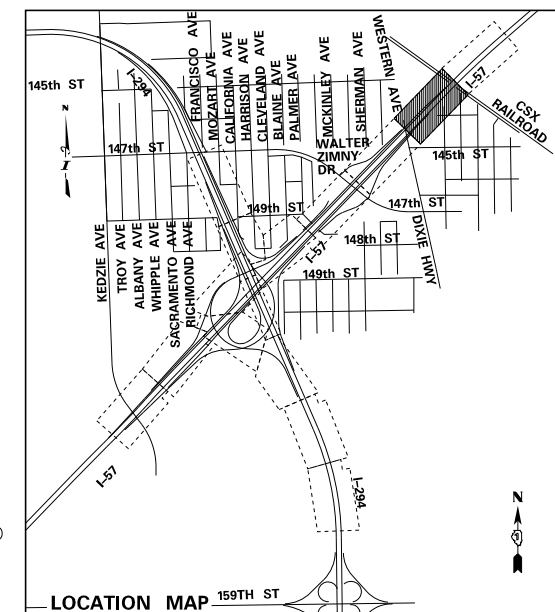 145th ST
I-294
FRANCISCO AVE
MOZART AVE
CALIFORNIA AVE
HARRISON AVE
CLEVELAND AVE
BLAINE AVE
PALMER AVE
MCKINLEY AVE
SHERMAN AVE
WESTERN AVE
I-57
CSX
RAILROAD
N
147th ST
WALTER
ZIMNY
DR
145th ST
149th ST
147th ST
I-57
148th ST
DIXIE HWY
149th ST
KEDZIE AVE
TROY AVE
ALBANY AVE
WHIPPLE AVE
SACRAMENTO AVE
RICHMOND AVE
I-57
I-294
N
LOCATION MAP
159TH ST